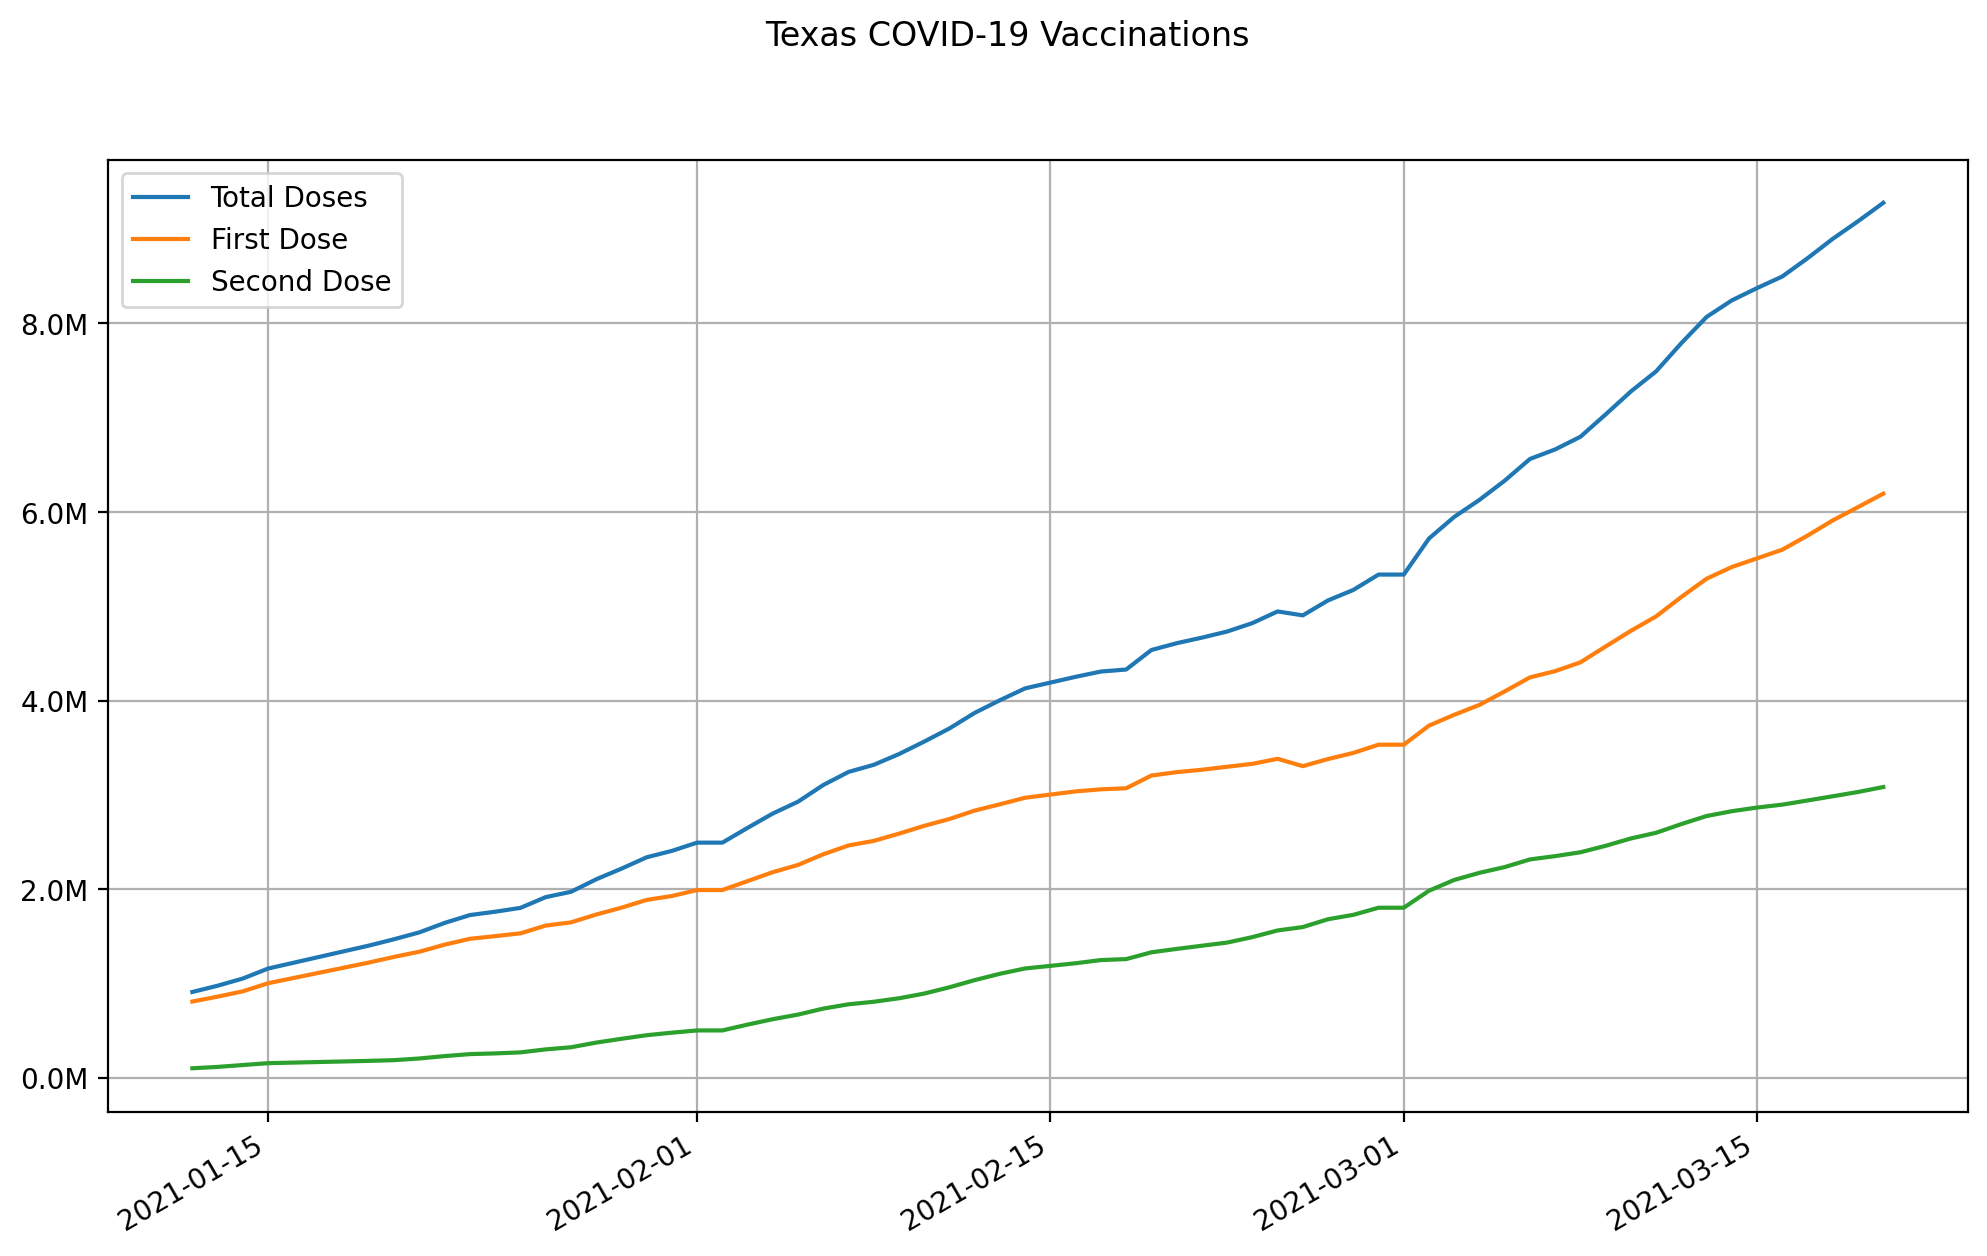 Texas COVID-19 Vaccinations
Total Doses
First Dose
Second Dose
8.0M
6.0M
4.0M
2.0M
0.0M
2021-01-15
2021-02-01
2021-02-15
2021-03-01
2021-03-15